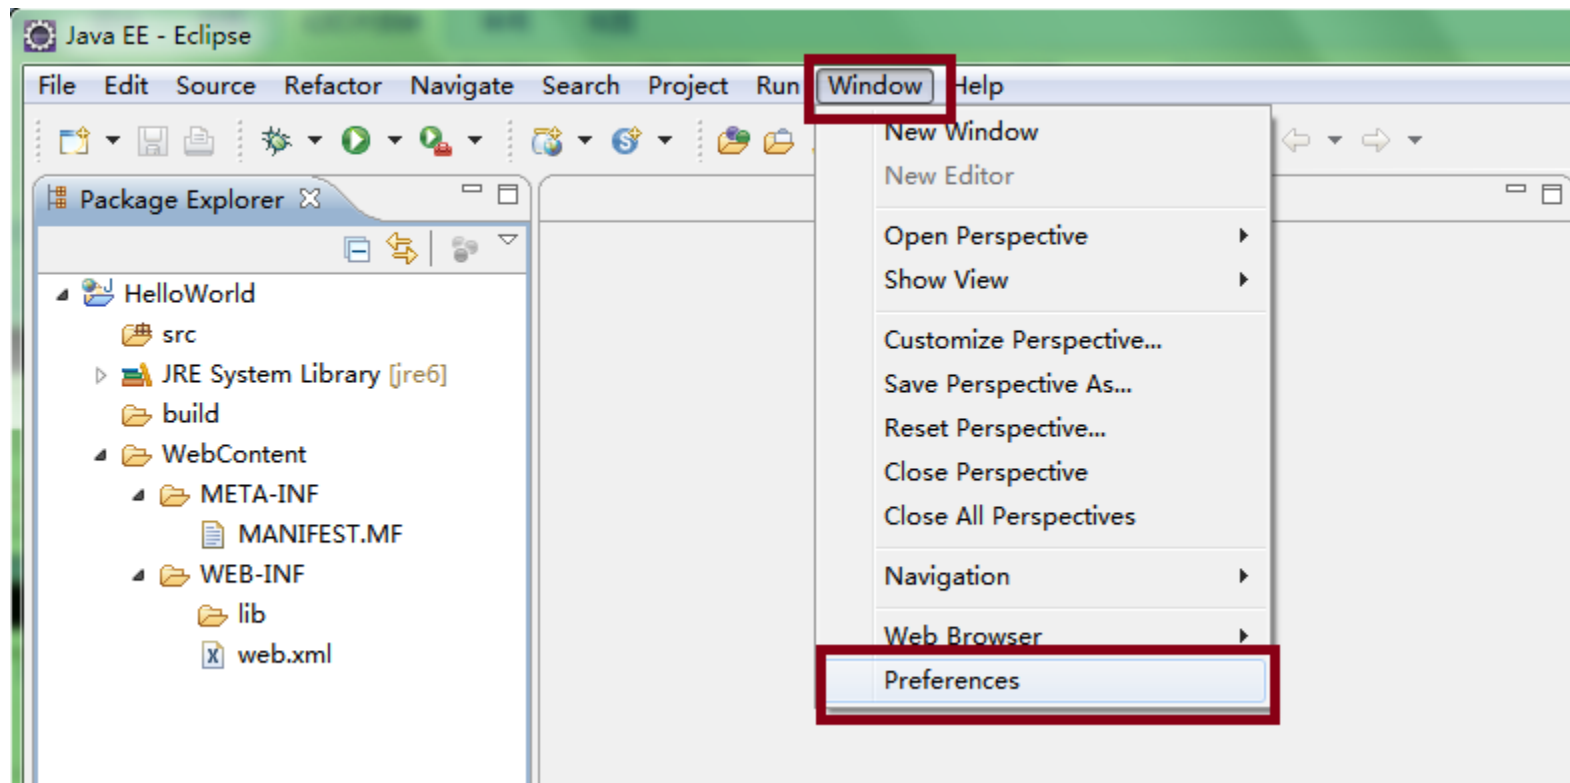 Java EE - Eclipse
File Edit Source Refactor Navigate Search Project Run Window Help
New Window
New Editor
Package Explorer
Open Perspective
Show View
HelloWorld
src
Customize Perspective...
JRE System Library [jre6]
Save Perspective As...
build
Reset Perspective...
WebContent
Close Perspective
META-INF
Close All Perspectives
MANIFEST.MF
WEB-INF
Navigation
lib
Web Browser
web.xml
Preferences